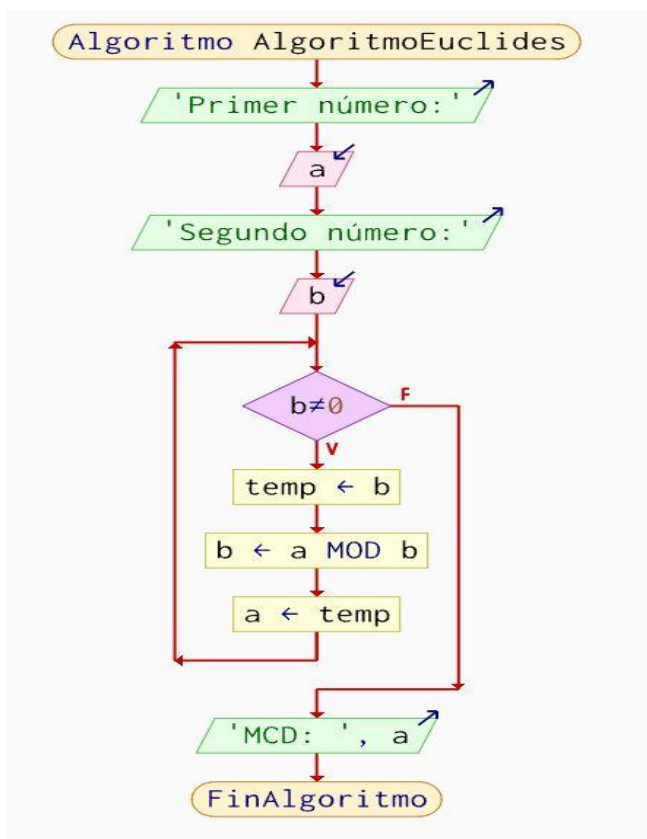 Algoritmo AlgoritmoEuclides
'Primer número:'
a
'Segundo número:'
b
b≠0
F
V
temp ← b
b ← a MOD b
a ← temp
'MCD: ', a
FinAlgoritmo